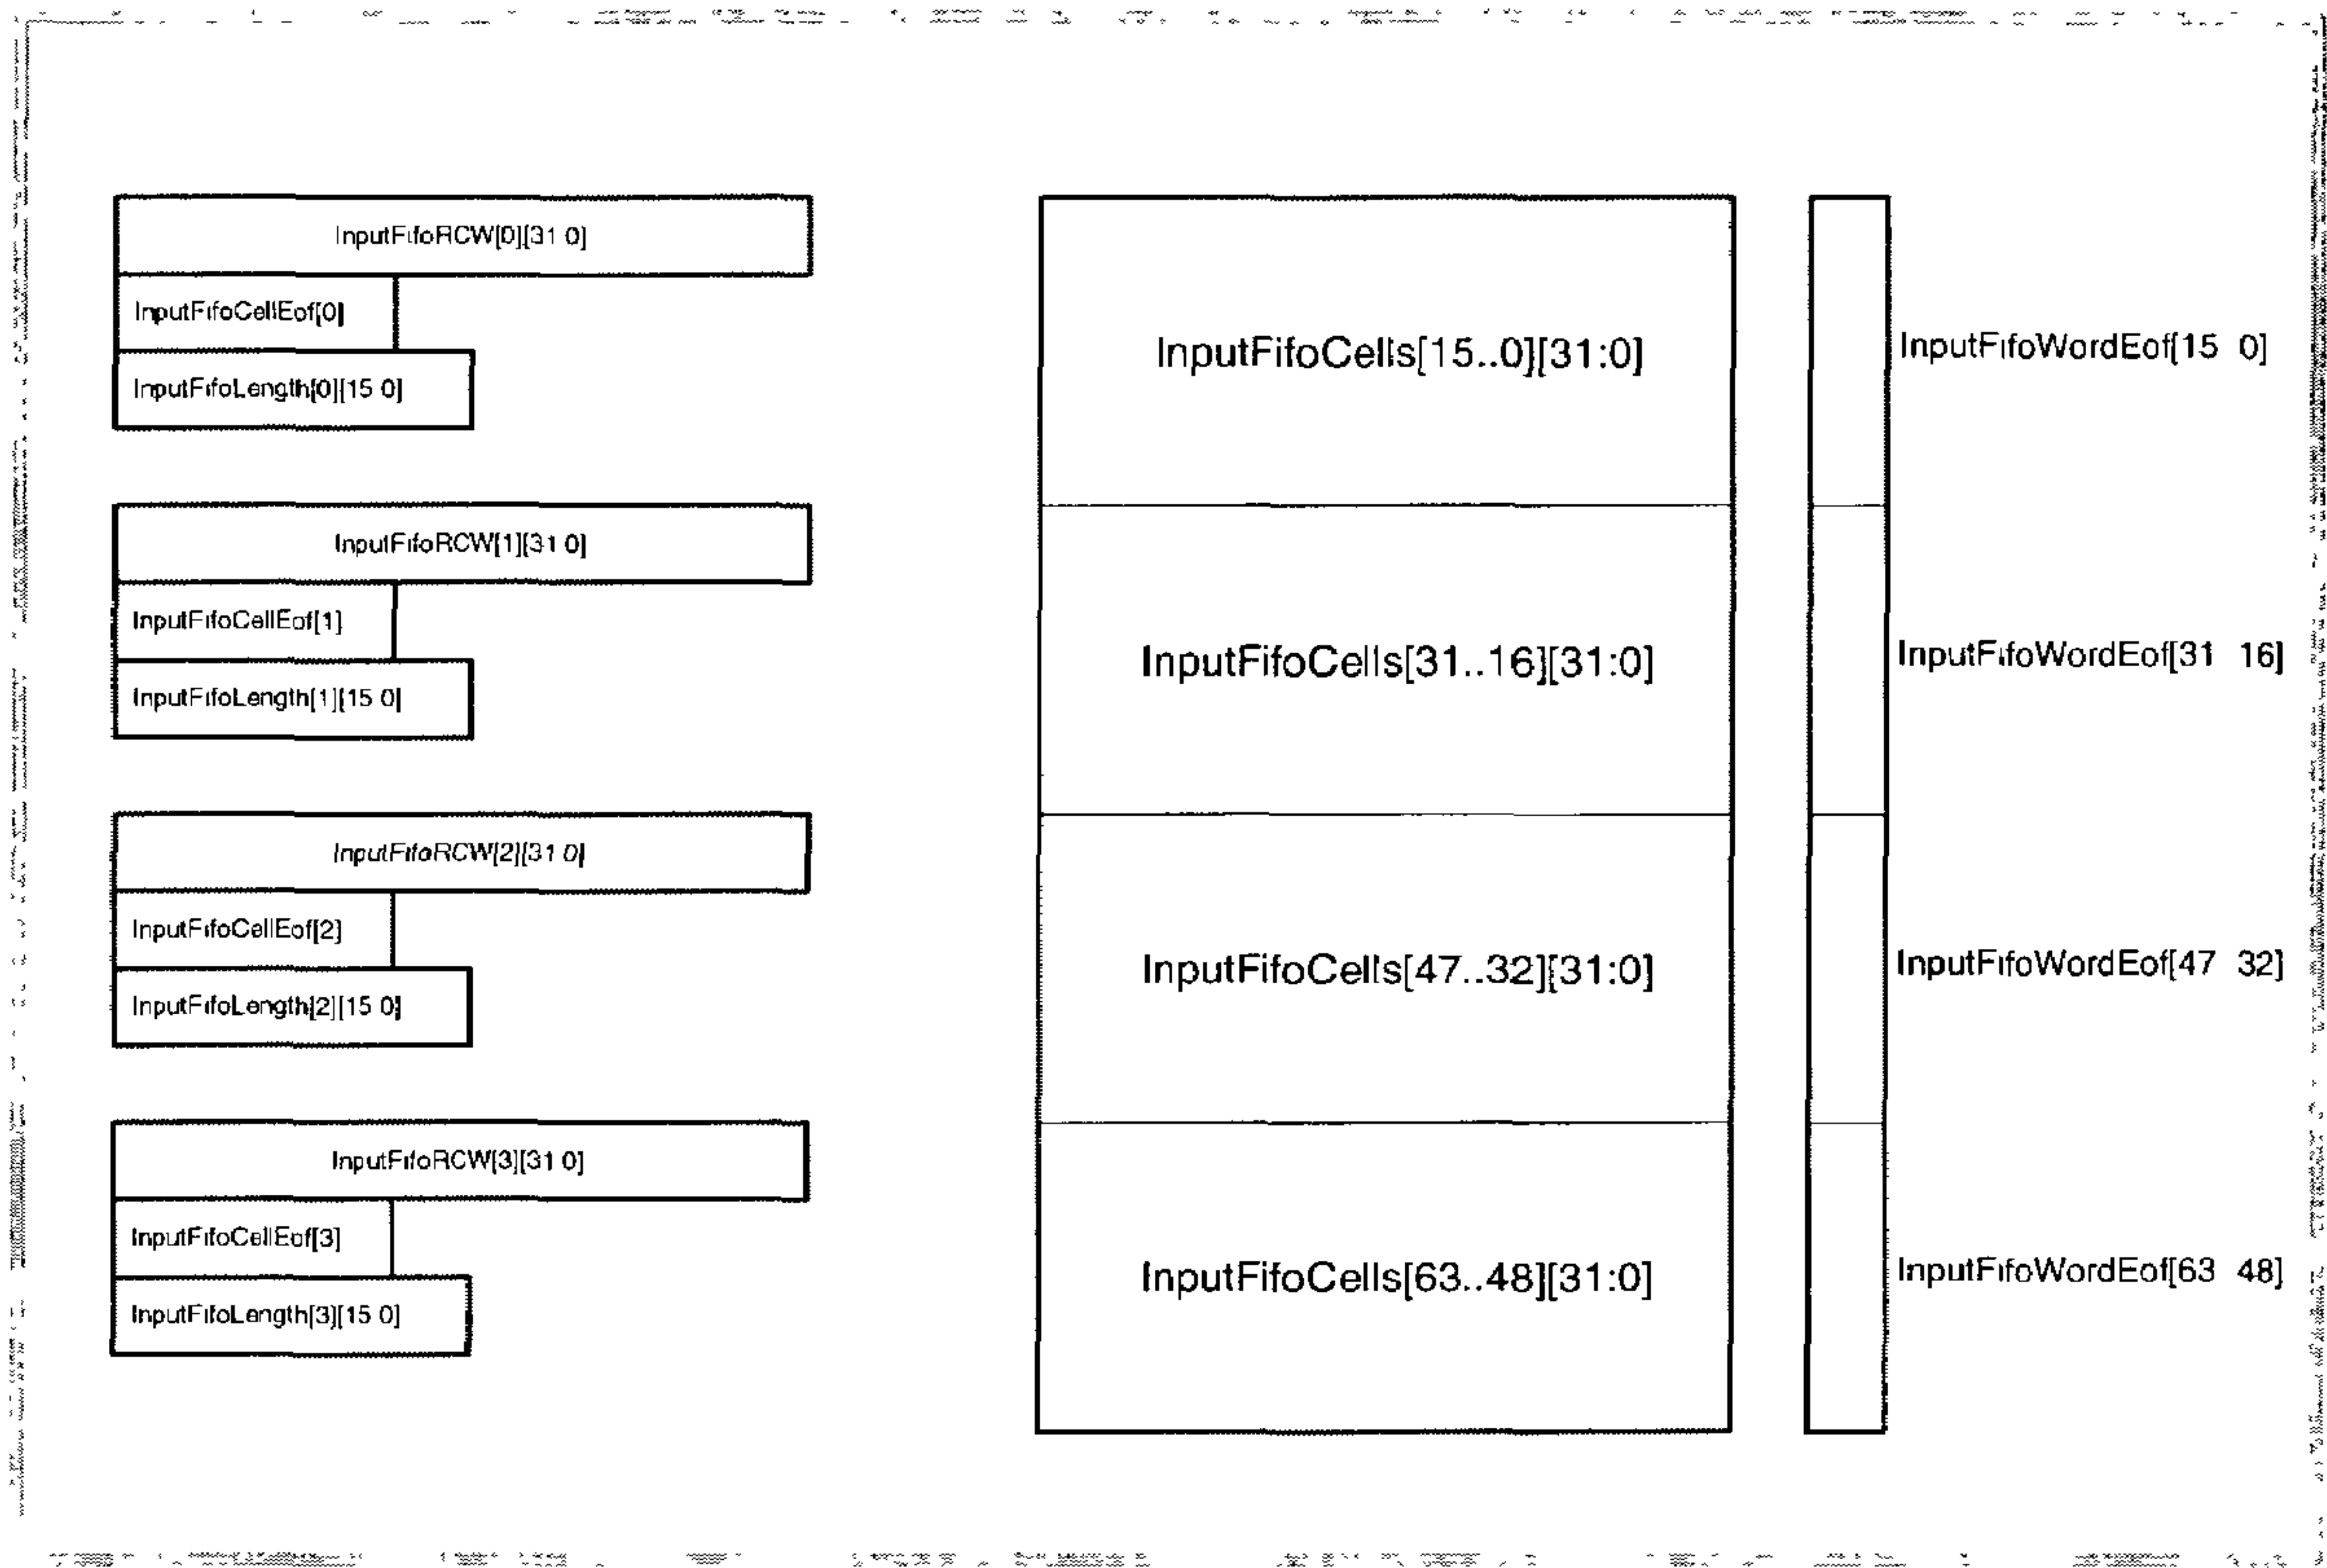 InputFifoRCW[0][31 0]
InputFifoCellEof[0]
InputFifoLength[0][15 0]
InputFifoCells[15..0][31:0]
InputFifoWordEof[15 0]
InputFifoRCW[1][31 0]
InputFifoCellEof[1]
InputFifoLength[1][15 0]
InputFifoCells[31..16][31:0]
InputFifoWordEof[31 16]
InputFifoRCW[2][31 0]
InputFifoCellEof[2]
InputFifoLength[2][15 0]
InputFifoCells[47..32][31:0]
InputFifoWordEof[47 32]
InputFifoRCW[3][31 0]
InputFifoCellEof[3]
InputFifoLength[3][15 0]
InputFifoCells[63..48][31:0]
InputFifoWordEof[63 48]